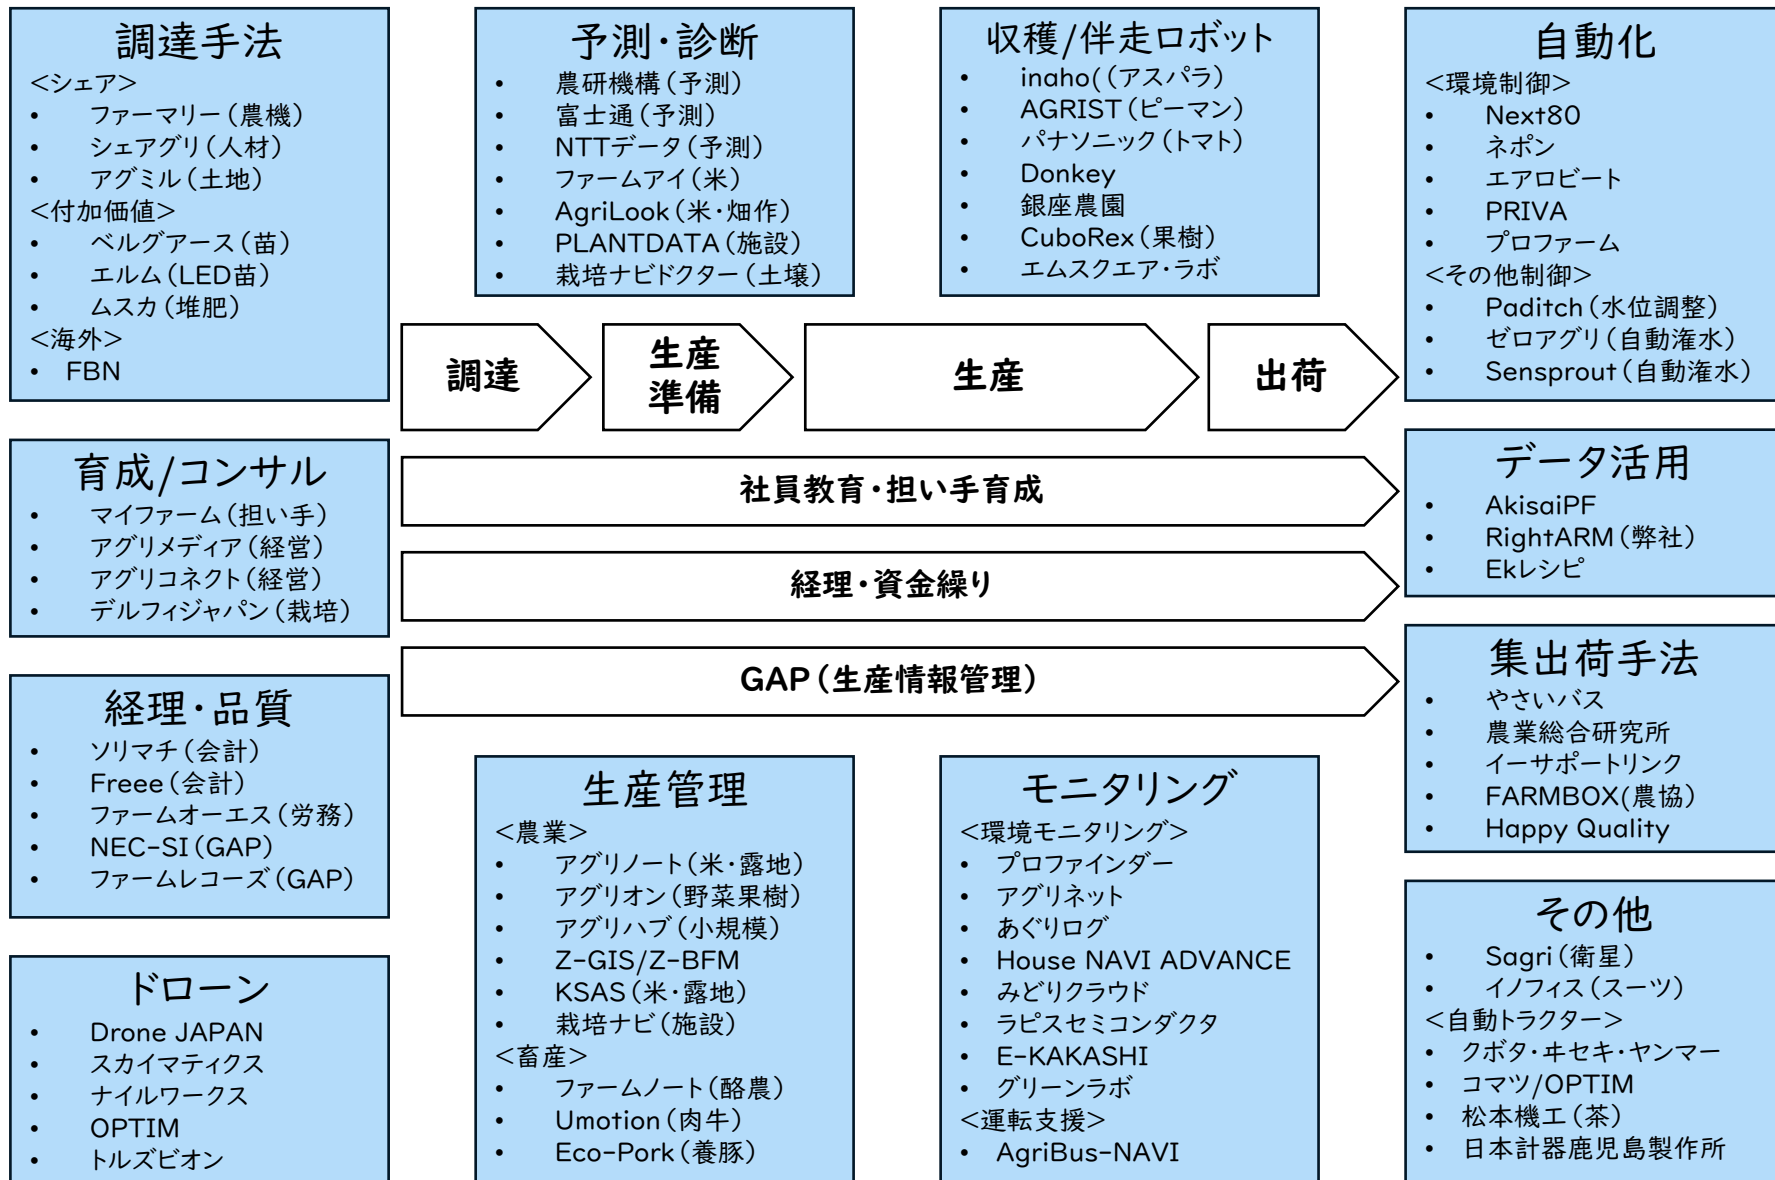 調達手法
<シェア>
• ファーマリー(農機)
• シェアグリ(人材)
• アグミル(土地)
<付加価値>
• ベルグアース(苗)
• エルム(LED苗)
• ムスカ(堆肥)
<海外>
• FBN
予測・診断
• 農研機構(予測)
• 富士通(予測)
• NTTデータ(予測)
• ファームアイ(米)
• AgriLook(米・畑作)
• PLANTDATA(施設)
• 栽培ナビドクター(土壌)
収穫/伴走ロボット
• inaho((アスパラ)
• AGRIST(ピーマン)
• パナソニック(トマト)
• Donkey
• 銀座農園
• CuboRex(果樹)
• エムスクエア・ラボ
自動化
<環境制御>
• Next80
• ネポン
• エアロビート
• PRIVA
• プロファーム
<その他制御>
• Paditch(水位調整)
• ゼロアグリ(自動潅水)
• Sensprout(自動潅水)
調達
生産
準備
生産
出荷
社員教育・担い手育成
経理・資金繰り
GAP(生産情報管理)
育成/コンサル
• マイファーム(担い手)
• アグリメディア(経営)
• アグリコネクト(経営)
• デルフィジャパン(栽培)
データ活用
• AkisaiPF
• RightARM(弊社)
• Ekレシピ
経理・品質
• ソリマチ(会計)
• Freee(会計)
• ファームオーエス(労務)
• NEC-SI(GAP)
• ファームレコーズ(GAP)
集出荷手法
• やさいバス
• 農業総合研究所
• イーサポートリンク
• FARMBOX(農協)
• Happy Quality
ドローン
• Drone JAPAN
• スカイマティクス
• ナイルワークス
• OPTIM
• トルズビオン
生産管理
<農業>
• アグリノート(米・露地)
• アグリオン(野菜果樹)
• アグリハブ(小規模)
• Z-GIS/Z-BFM
• KSAS(米・露地)
• 栽培ナビ(施設)
<畜産>
• ファームノート(酪農)
• Umotion(肉牛)
• Eco-Pork(養豚)
モニタリング
<環境モニタリング>
• プロファインダー
• アグリネット
• あぐりログ
• House NAVI ADVANCE
• みどりクラウド
• ラピスセミコンダクタ
• E-KAKASHI
• グリーンラボ
<運転支援>
• AgriBus-NAVI
その他
• Sagri(衛星)
• イノフィス(スーツ)
<自動トラクター>
• クボタ・ヰセキ・ヤンマー
• コマツ/OPTIM
• 松本機工(茶)
• 日本計器鹿児島製作所